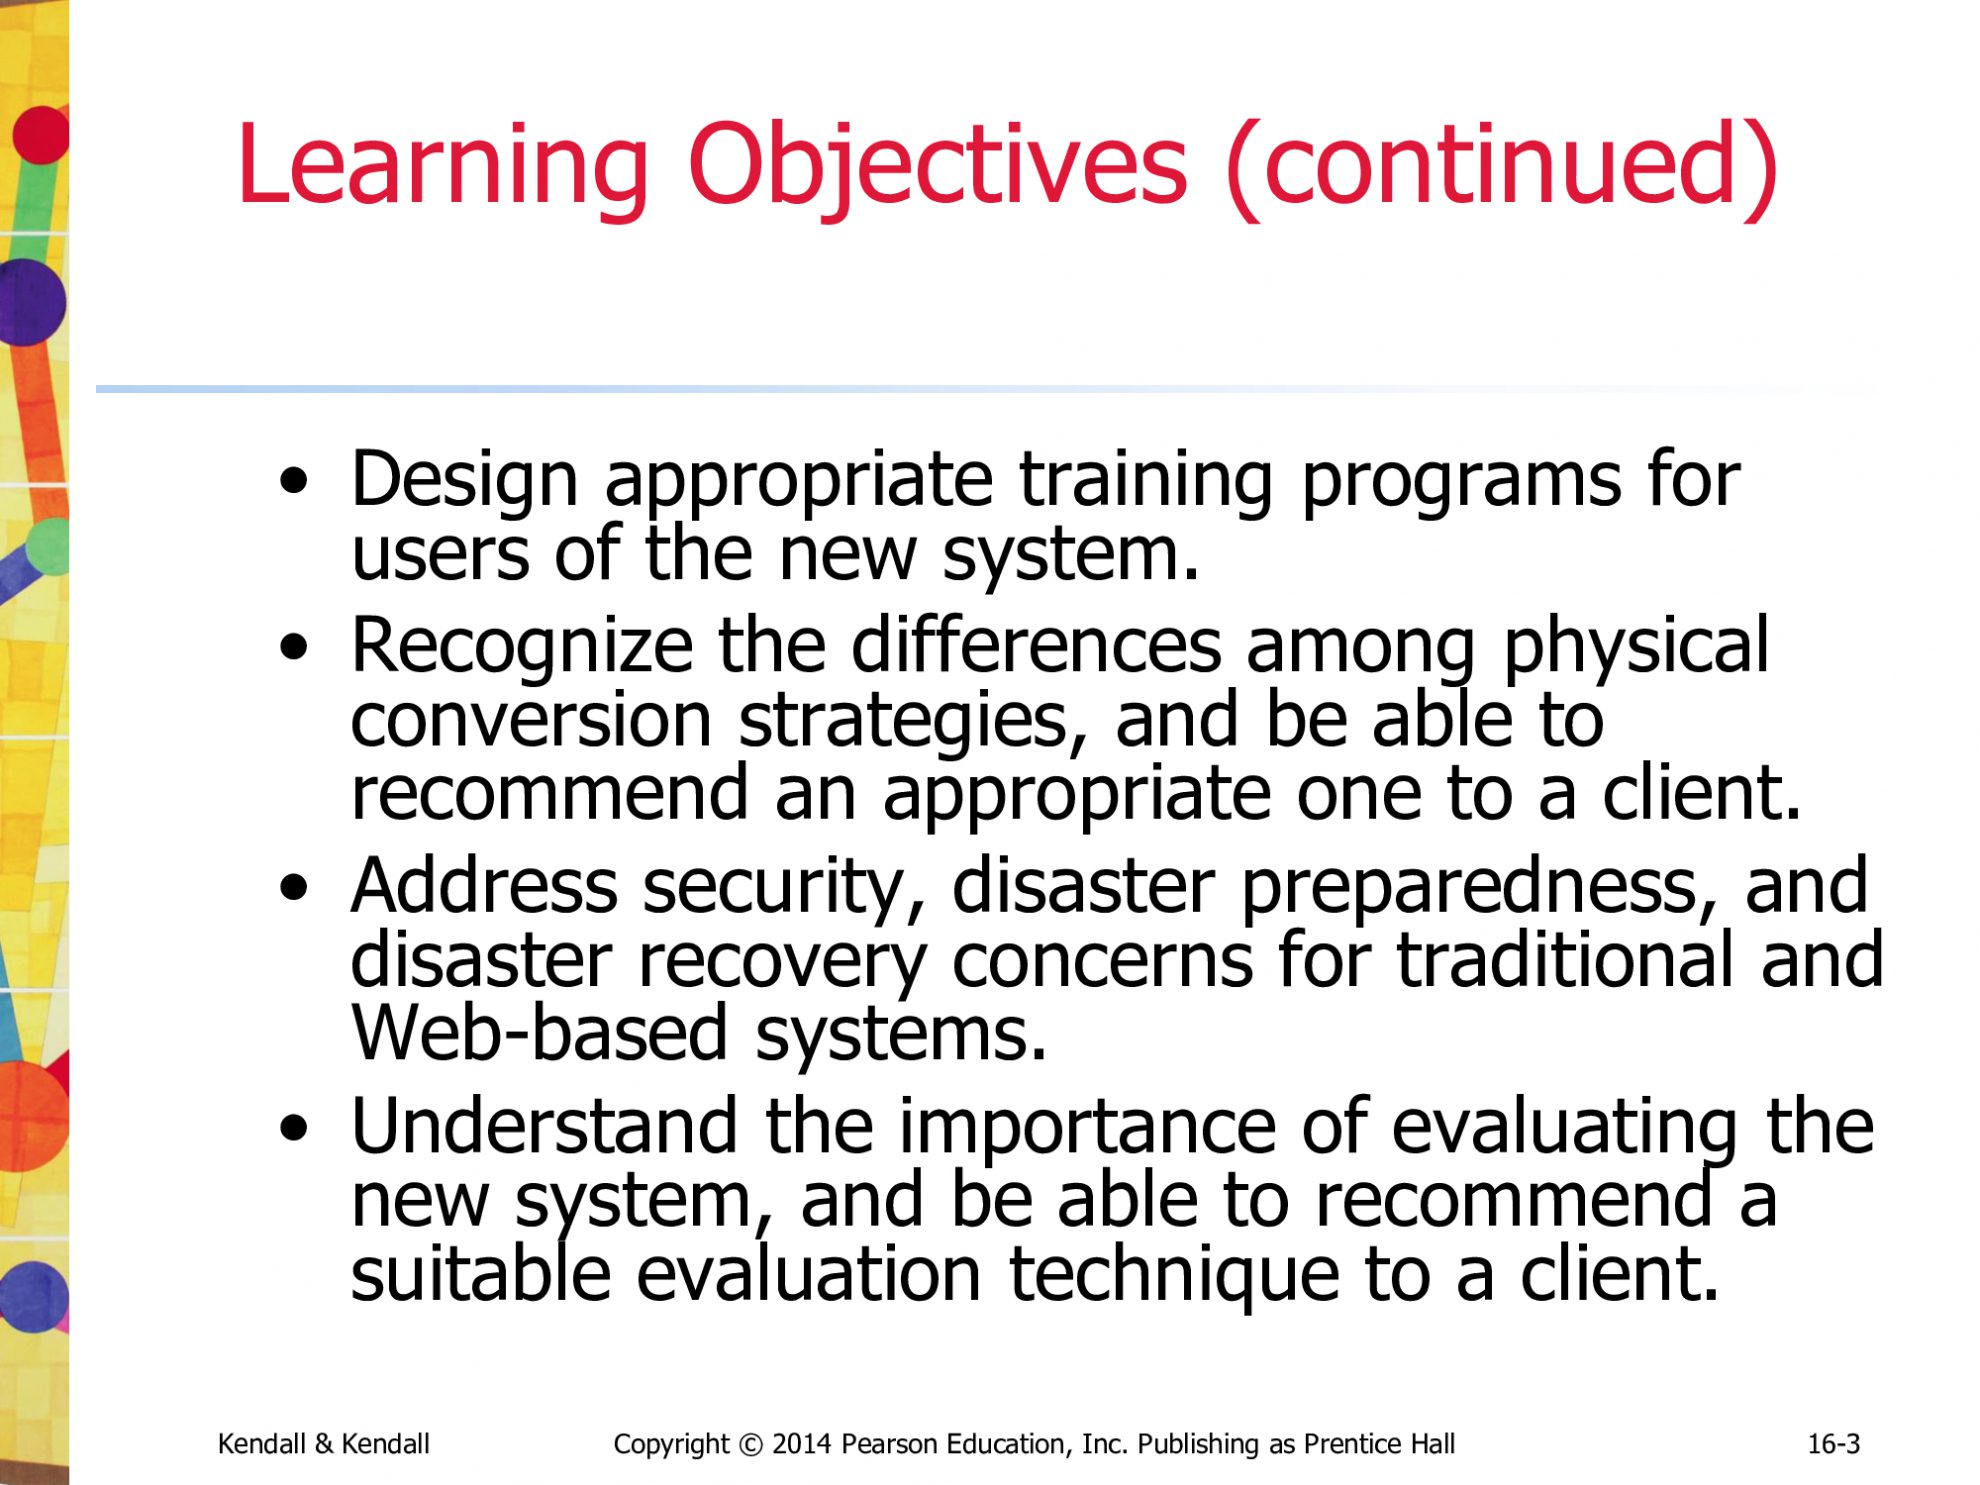 Learning Objectives (continued)
• Design appropriate training programs for
users of the new system.
• Recognize the differences among physical
conversion strategies, and be able to
recommend an appropriate one to a client.
• Address security, disaster preparedness, and
disaster recovery concerns for traditional and
Web-based systems.
• Understand the importance of evaluating the
new system, and be able to recommend a
suitable evaluation technique to a client.
Kendall & Kendall Copyright © 2014 Pearson Education, Inc. Publishing as Prentice Hall 16-3